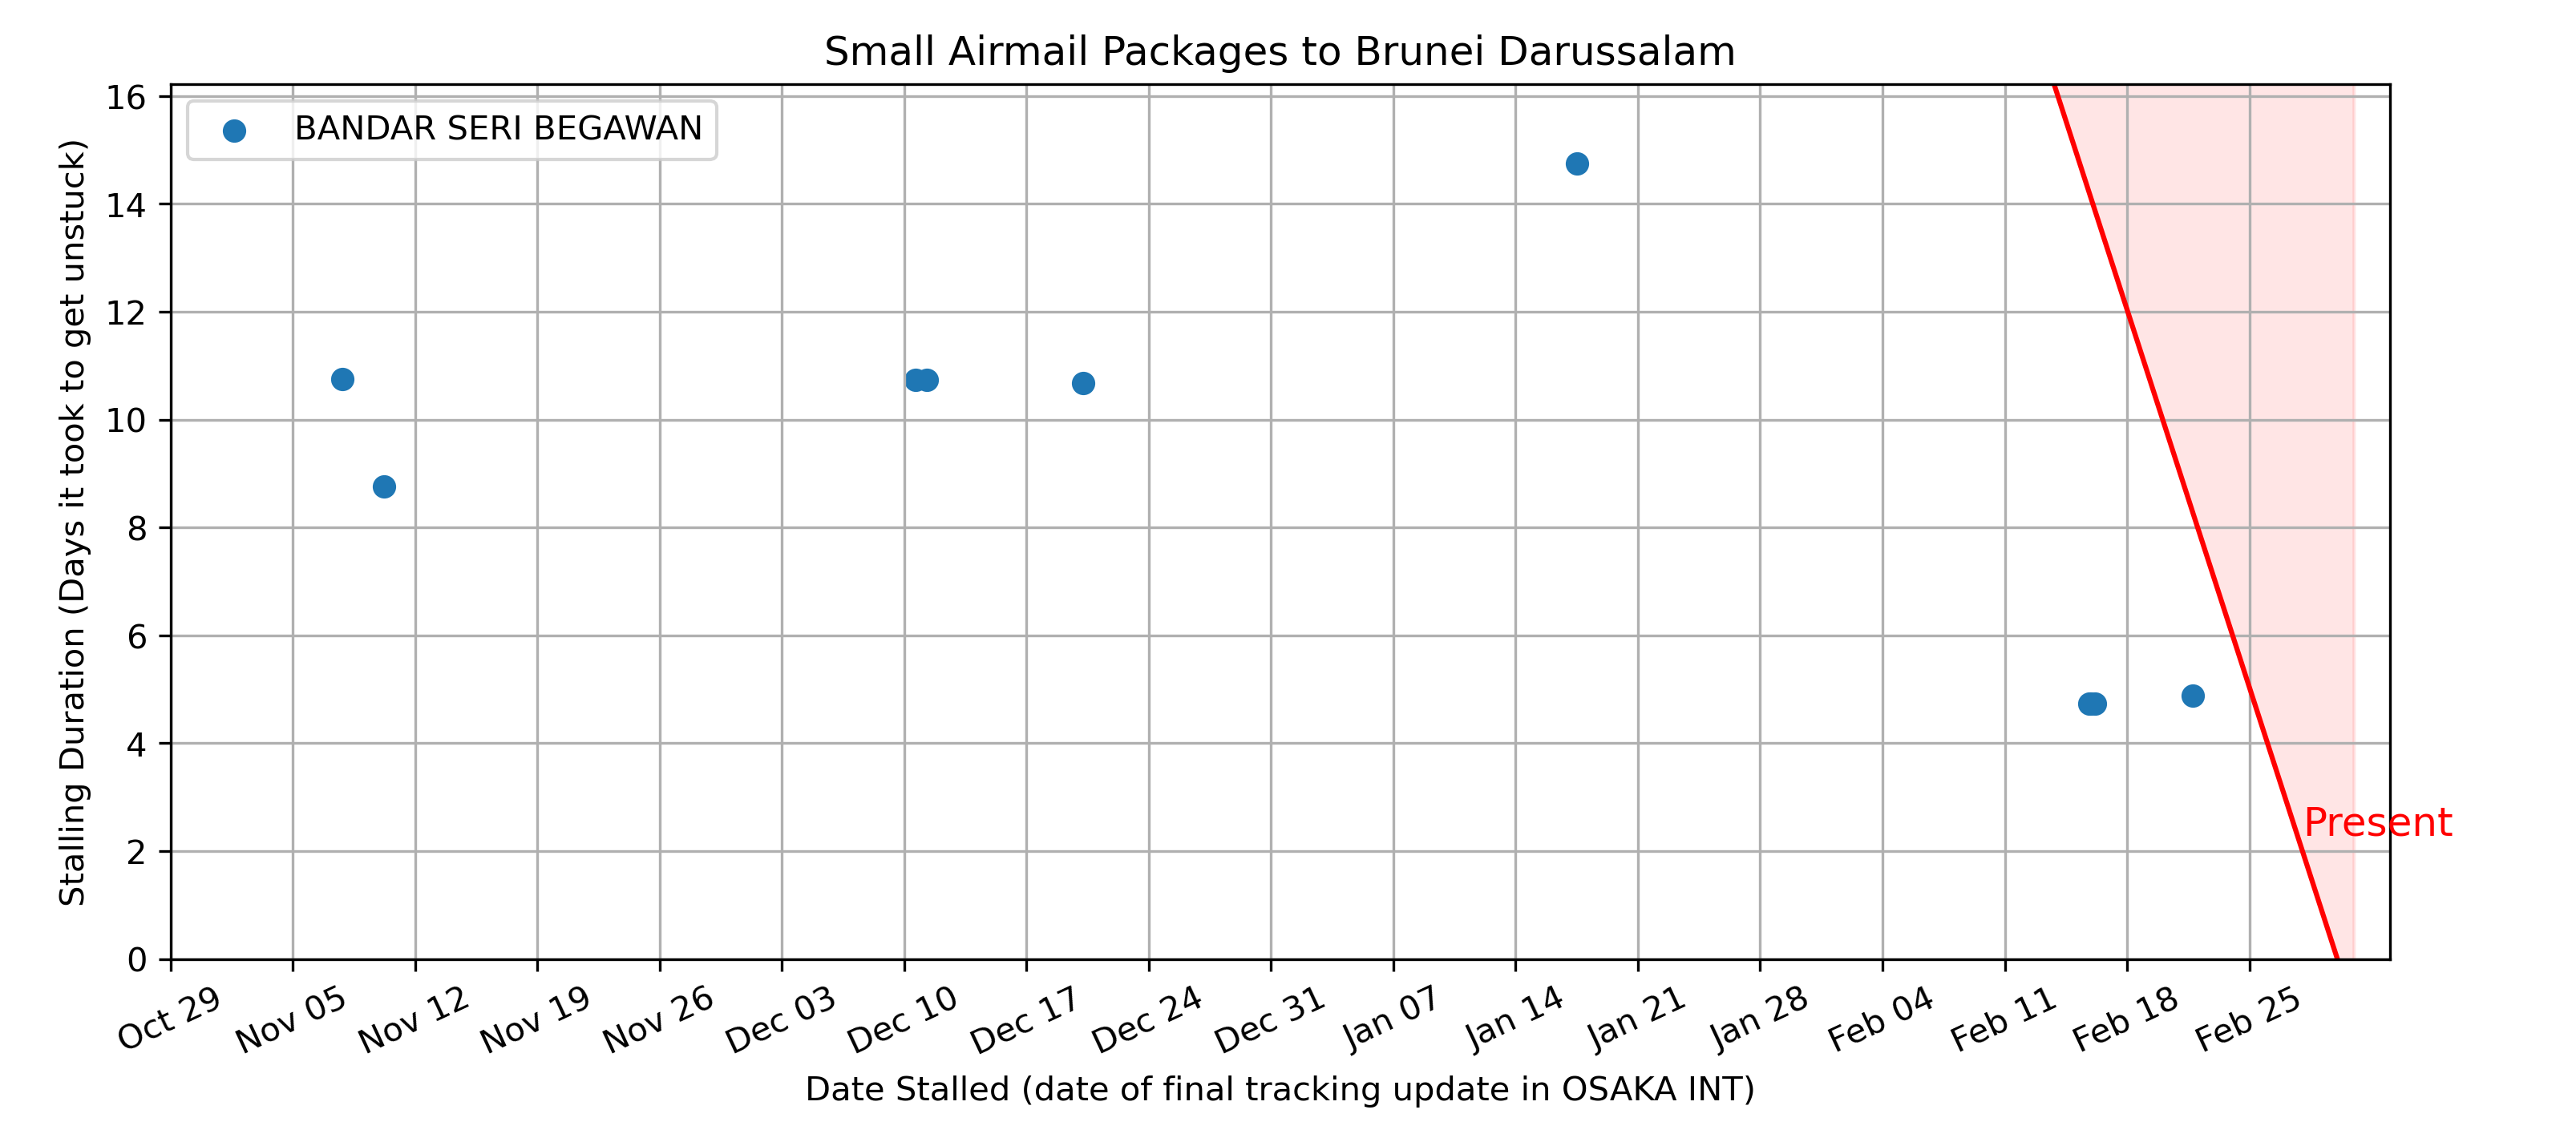 Small Airmail Packages to Brunei Darussalam
BANDAR SERI BEGAWAN
Stalling Duration (Days it took to get unstuck)
16
14
12
10
8
6
4
2
0
Present
Oct 29 Nov 05 Nov 12 Nov 19 Nov 26 Dec 03 Dec 10 Dec 17 Dec 24 Dec 31 Jan 07 Jan 14 Jan 21 Jan 28 Feb 04 Feb 11 Feb 18 Feb 25
Date Stalled (date of final tracking update in OSAKA INT)